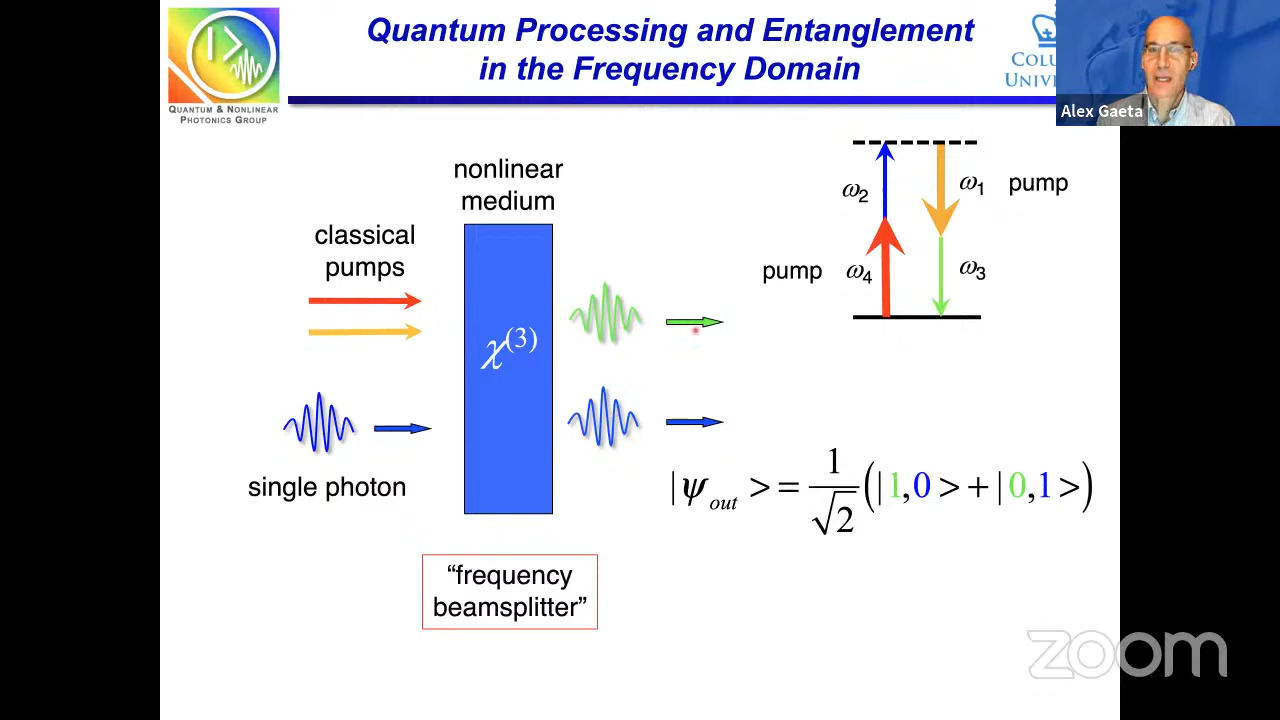 Quantum Processing and Entanglement
in the Frequency Domain
| >
QUANTUM & NONLINEAR
PHOTONICS GROUP
Alex Gaeta
nonlinear
medium
classical
pumps
χ(3)
single photon
“frequency
beamsplitter”
ω2
ω1 pump
pump ω4
ω3
|ψout >= 1/√2 (|1,0 > + |0,1 >)
zoom